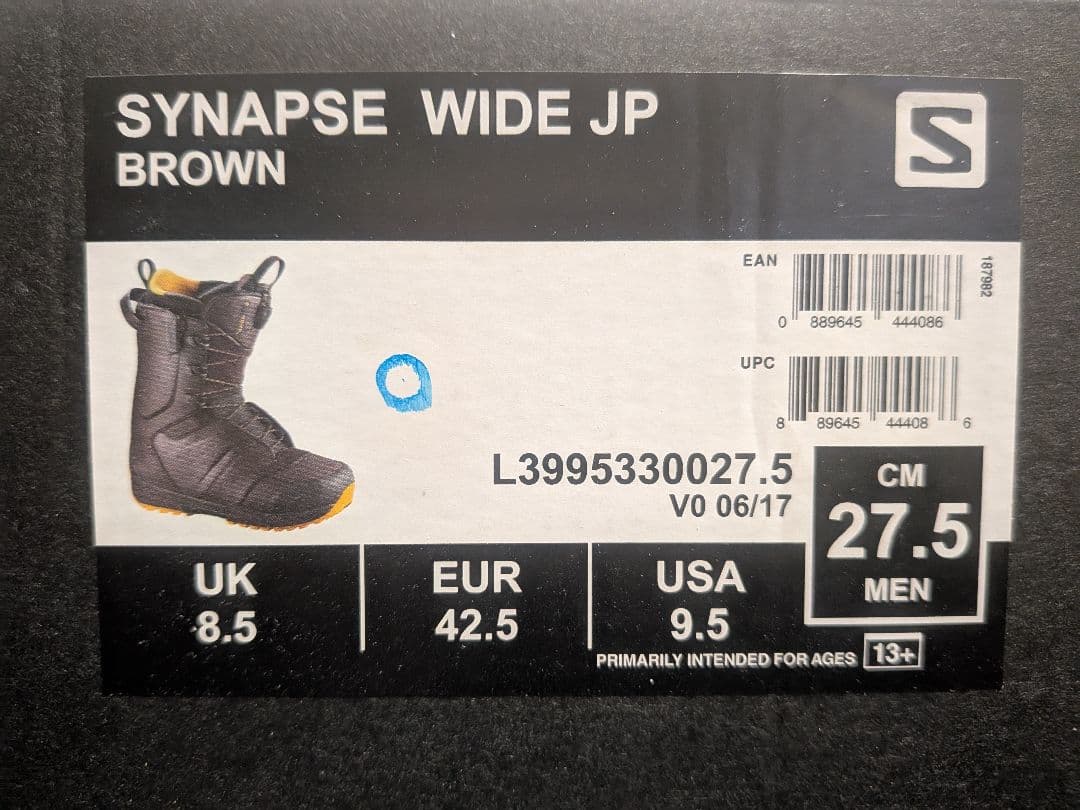 SYNAPSE WIDE JP
BROWN
S
EAN
187982
0 889645 444086
UPC
8 89645 44408 6
L3995330027.5
V0 06/17
CM
27.5
MEN
UK
8.5
EUR
42.5
USA
9.5
PRIMARILY INTENDED FOR AGES 13+